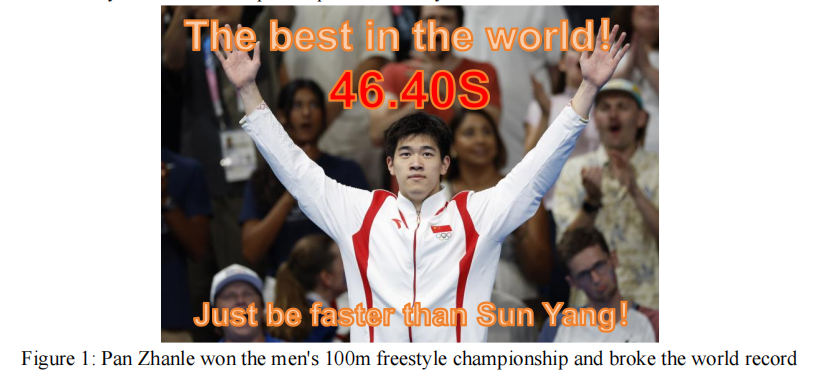 The best in the world!
46.40S
Just be faster than Sun Yang!
Figure 1: Pan Zhanle won the men's 100m freestyle championship and broke the world record